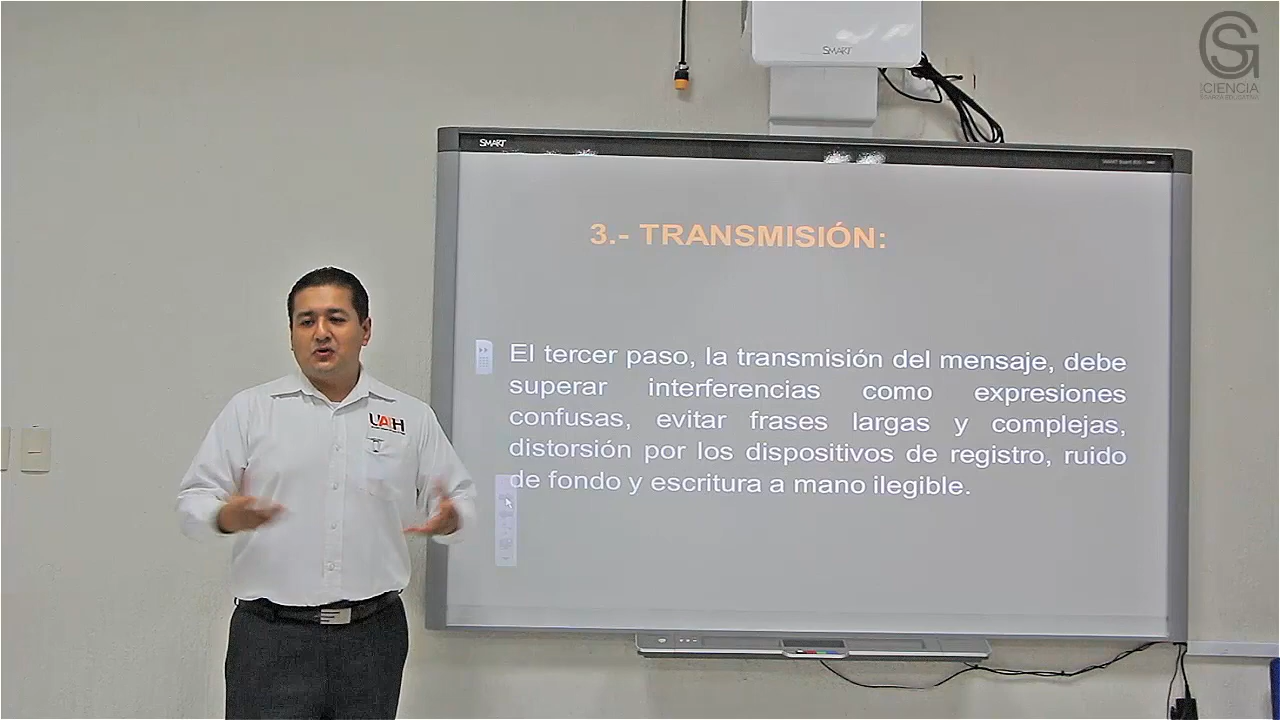 SMART
CIENCIA
SMART
3.- TRANSMISIÓN:
El tercer paso, la transmisión del mensaje, debe
superar interferencias como expresiones
confusas, evitar frases largas y complejas,
distorsión por los dispositivos de registro, ruido
de fondo y escritura a mano ilegible.